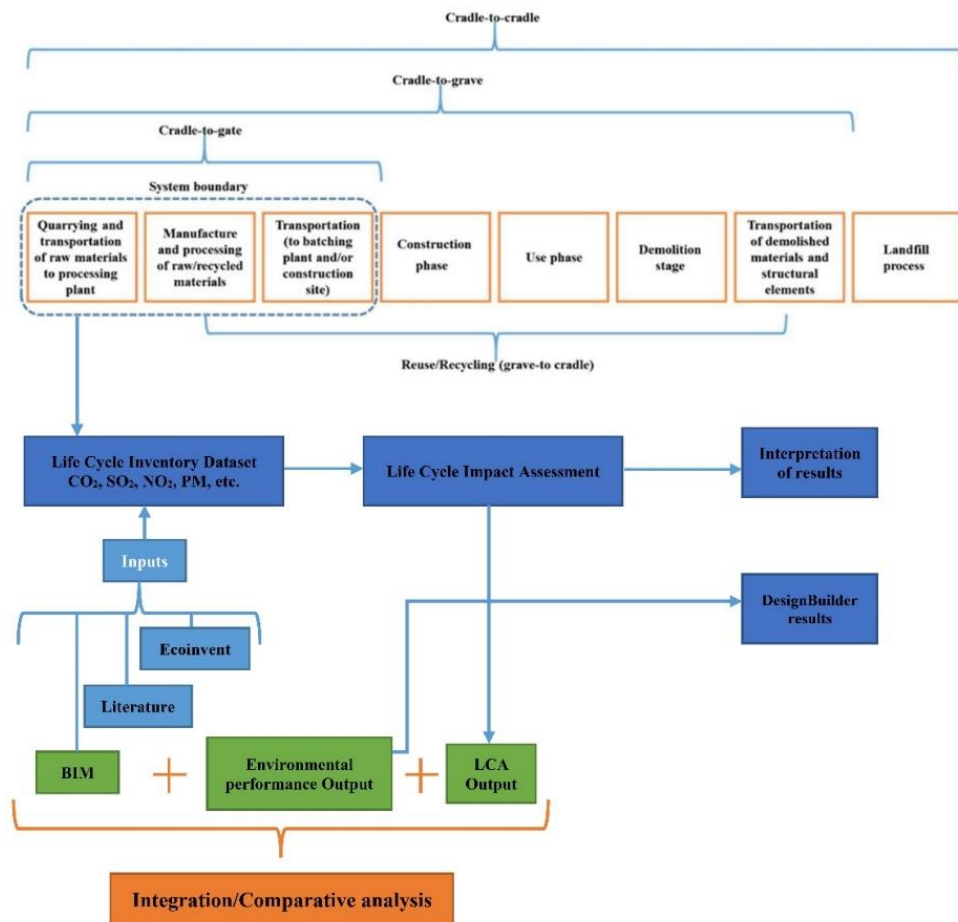 Cradle-to-cradle
Cradle-to-grave
Cradle-to-gate
System boundary
Quarrying and
transportation
of raw materials
to processing
plant
Manufacture
and processing
of raw/recycled
materials
Transportation
(to batching
plant and/or
construction
site)
Construction
phase
Use phase
Demolition
stage
Transportation
of demolished
materials and
structural
elements
Landfill
process
Reuse/Recycling (grave-to cradle)
Life Cycle Inventory Dataset
CO₂, SO₂, NO₂, PM, etc.
Life Cycle Impact Assessment
Interpretation
of results
Inputs
DesignBuilder
results
Ecoinvent
Literature
BIM
+
Environmental
performance Output
+
LCA
Output
Integration/Comparative analysis